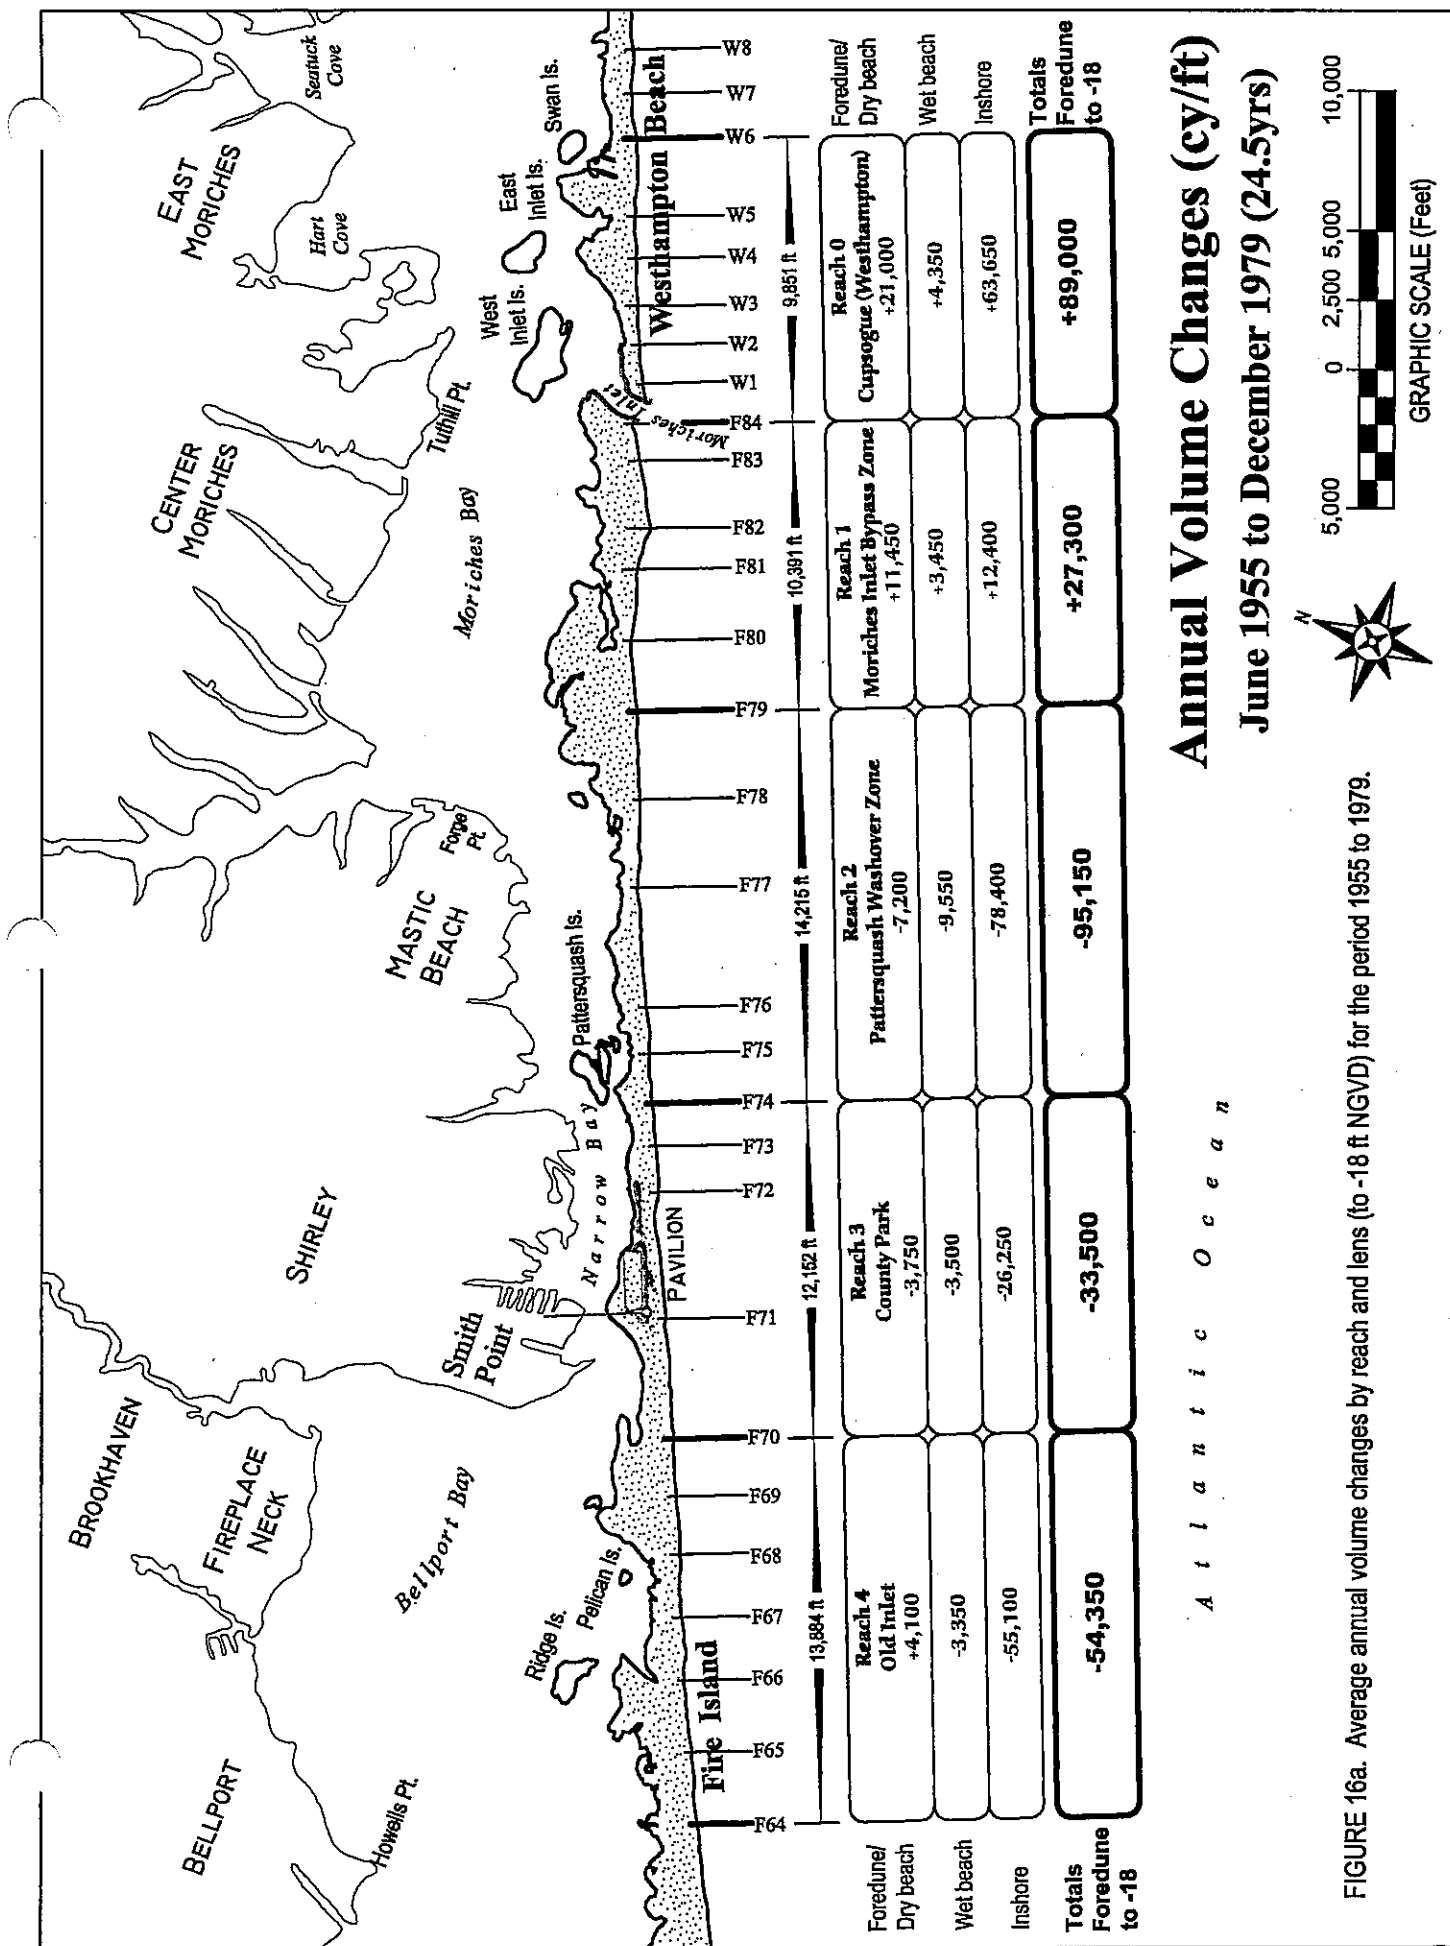 BELLPORT
BROOKHAVEN
FIREPLACE
NECK
SHIRLEY
MASTIC
BEACH
CENTER
MORICHES
EAST
MORICHES
Seatuck
Cove
Hart
Cove
Howells Pt.
Bellport Bay
Smith
Point
Narrow Bay
Forge
Pt.
Moriches Bay
Tuthill Pt.
Ridge Is.
Pelican Is.
Pattersquash Is.
West
Inlet Is.
East
Inlet Is.
Swan Is.
Moriches Inlet
Fire Island
PAVILION
Westhampton Beach
F64
F65
F66
F67
F68
F69
F70
F71
F72
F73
F74
F75
F76
F77
F78
F79
F80
F81
F82
F83
F84
W1
W2
W3
W4
W5
W6
W7
W8
13,884 ft
12,152 ft
14,215 ft
10,391 ft
9,851 ft
Foredune/
Dry beach
Reach 4
Old Inlet
+4,100
Reach 3
County Park
-3,750
Reach 2
Pattersquash Washover Zone
-7,200
Reach 1
Moriches Inlet Bypass Zone
+11,450
Reach 0
Cupsogue (Westhampton)
+21,000
Foredune/
Dry beach
Wet beach
-3,350
-3,500
-9,550
+3,450
+4,350
Wet beach
Inshore
-55,100
-26,250
-78,400
+12,400
+63,650
Inshore
Totals
Foredune
to -18
-54,350
-33,500
-95,150
+27,300
+89,000
Totals
Foredune
to -18
Atlantic Ocean
Annual Volume Changes (cy/ft)
June 1955 to December 1979 (24.5yrs)
N
5,000 0 2,500 5,000 10,000
GRAPHIC SCALE (Feet)
FIGURE 16a. Average annual volume changes by reach and lens (to -18 ft NGVD) for the period 1955 to 1979.